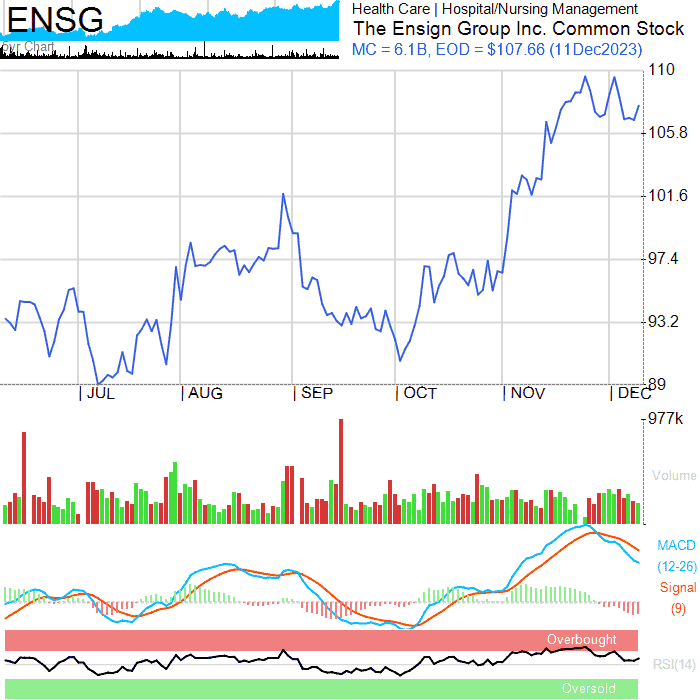 ENSG
5yr Chart
Health Care | Hospital/Nursing Management
The Ensign Group Inc. Common Stock
MC = 6.1B, EOD = $107.66 (11Dec2023)
110
105.8
101.6
97.4
93.2
89
| JUL
| AUG
| SEP
| OCT
| NOV
| DEC
977k
Volume
MACD
(12-26)
Signal
(9)
Overbought
RSI(14)
Oversold